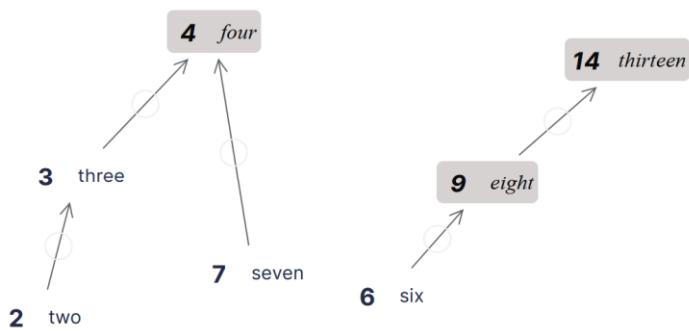 4 four
14 thirteen
3 three
9 eight
7 seven
6 six
2 two